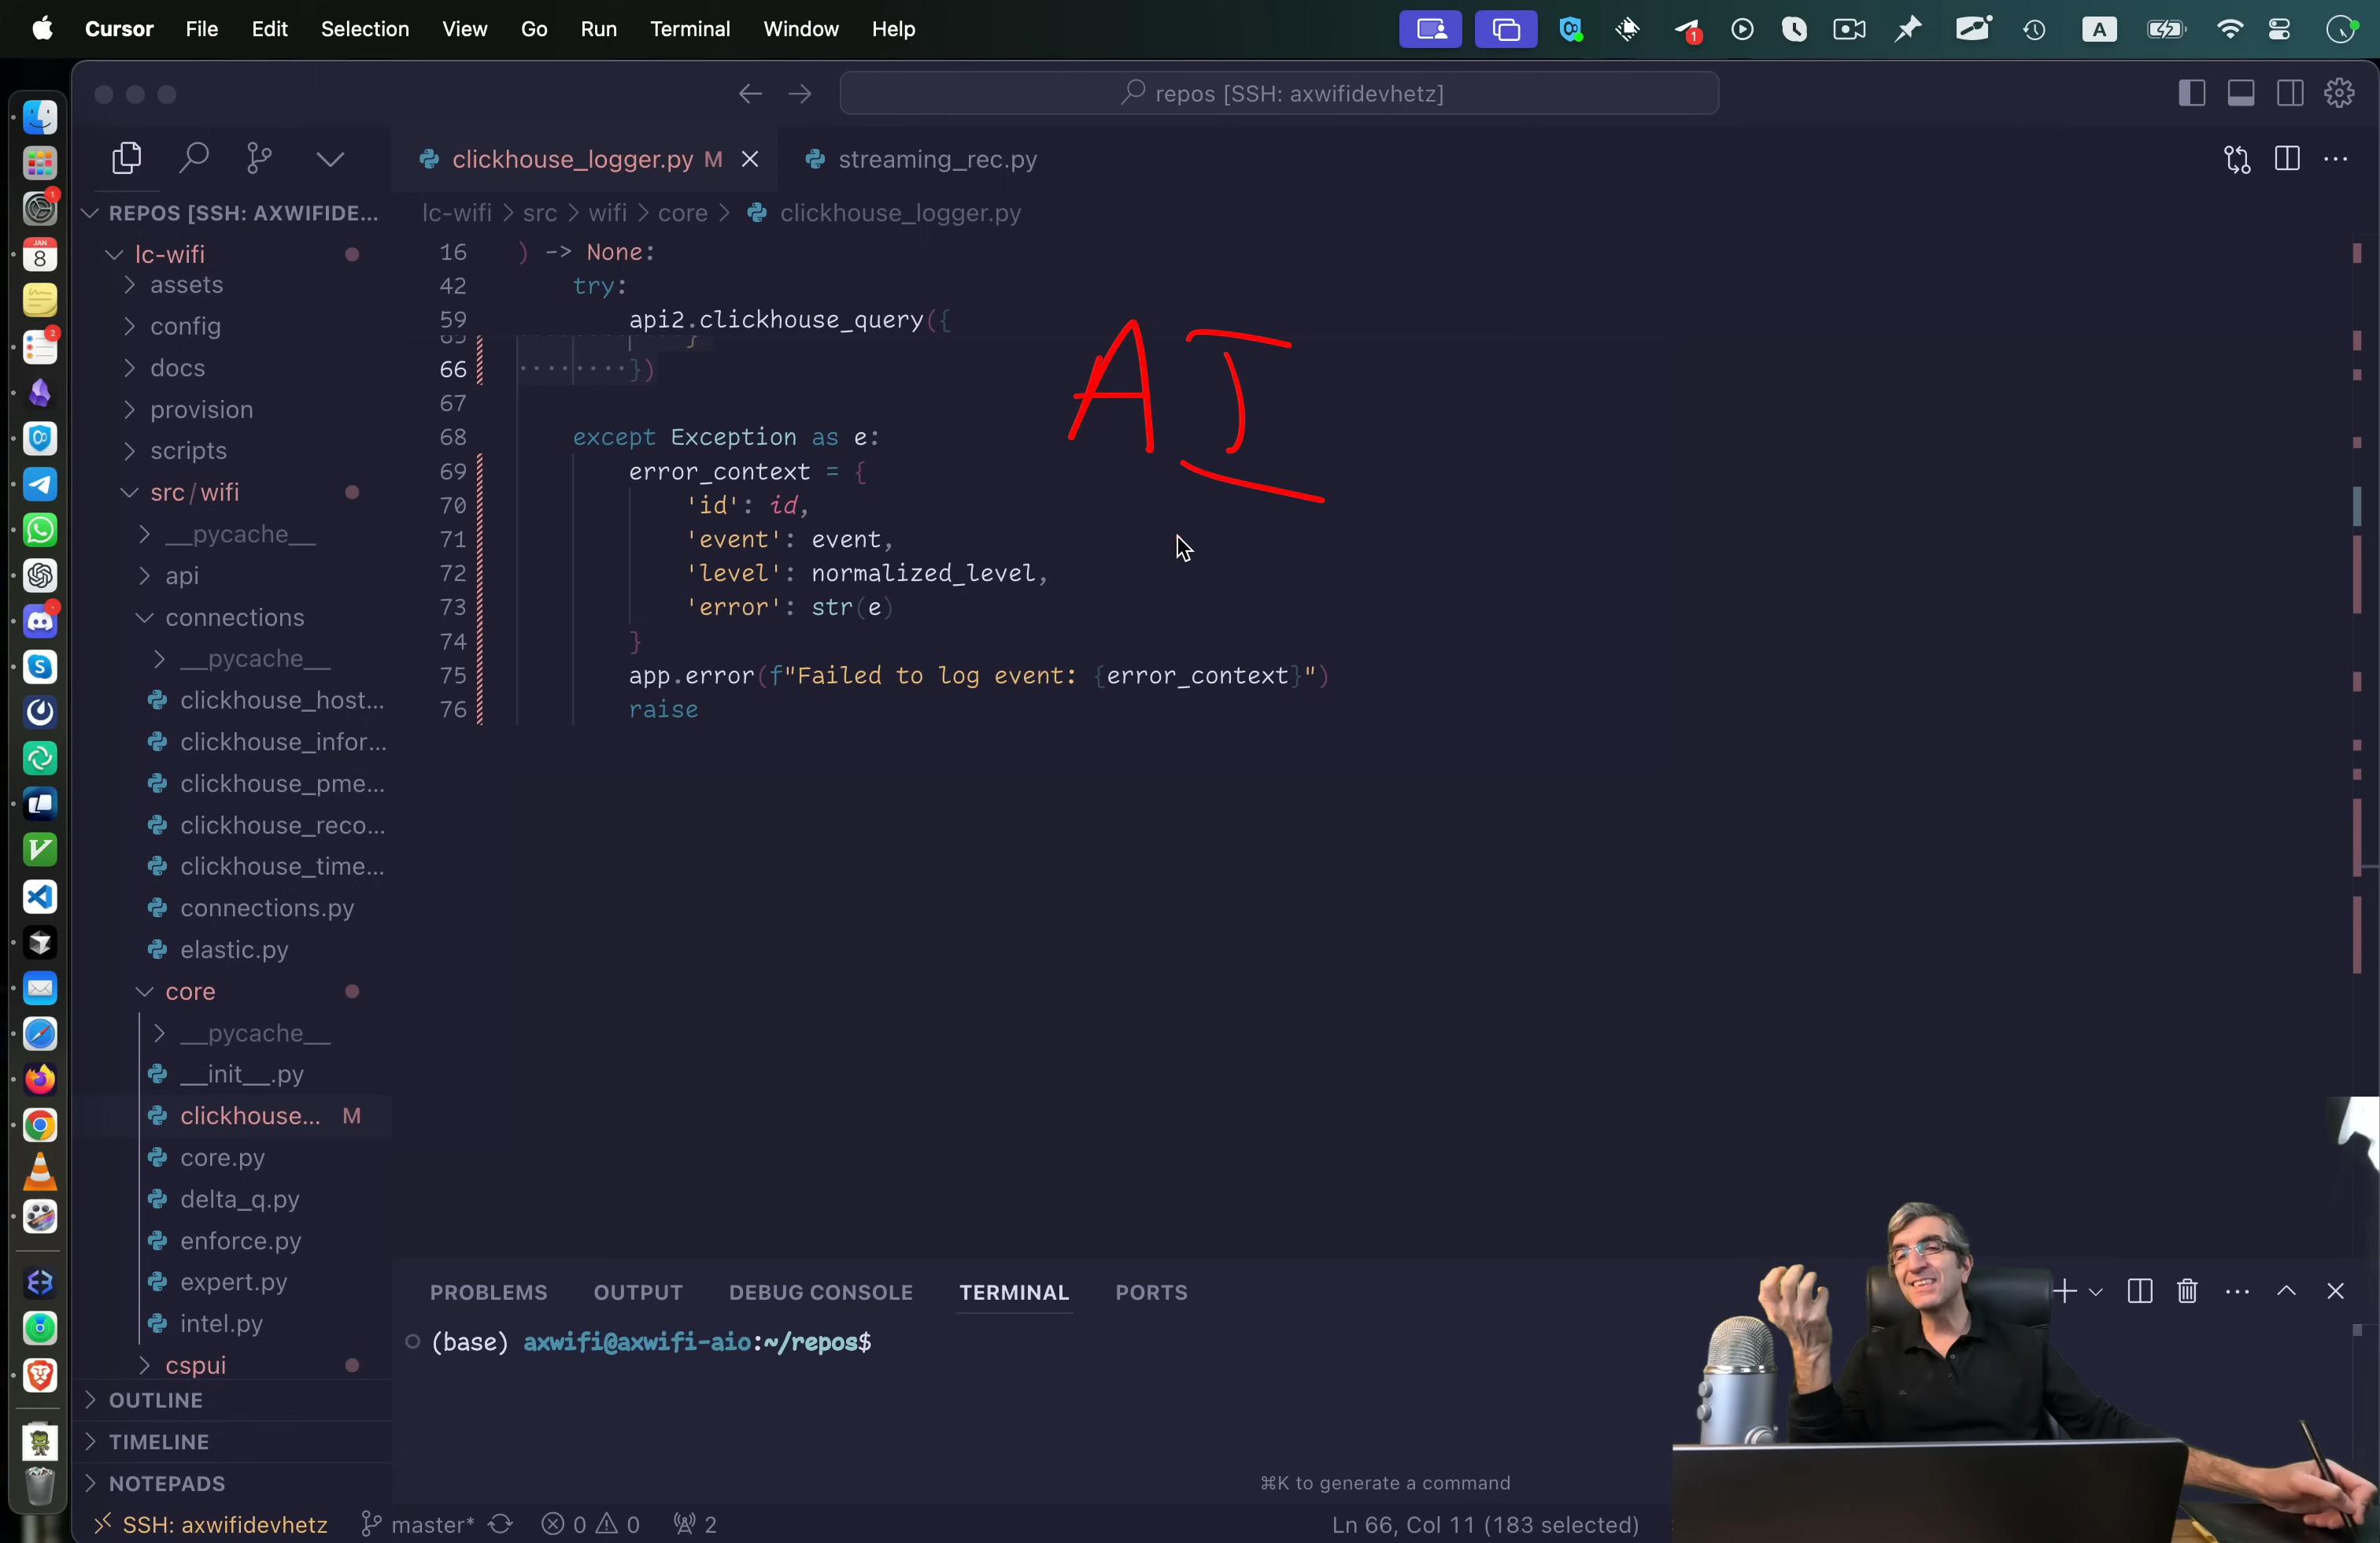 Cursor File Edit Selection View Go Run Terminal Window Help
1
A
repos [SSH: axwifidevhetz]
clickhouse_logger.py M
streaming_rec.py
REPOS [SSH: AXWIFIDE...
lc-wifi > src > wifi > core > clickhouse_logger.py
1
JAN
8
2
lc-wifi
assets
config
docs
provision
scripts
src/wifi
__pycache__
api
connections
__pycache__
clickhouse_host...
clickhouse_infor...
clickhouse_pme...
clickhouse_reco...
clickhouse_time...
connections.py
elastic.py
core
__pycache__
__init__.py
clickhouse... M
core.py
delta_q.py
enforce.py
expert.py
intel.py
cspui
OUTLINE
TIMELINE
NOTEPADS
16 ) -> None:
42 try:
59 api2.clickhouse_query({
65 }
66 ········})
67
68 except Exception as e:
69 error_context = {
70 'id': id,
71 'event': event,
72 'level': normalized_level,
73 'error': str(e)
74 }
75 app.error(f"Failed to log event: {error_context}")
76 raise
AI
PROBLEMS OUTPUT DEBUG CONSOLE TERMINAL PORTS
(base) axwifi@axwifi-aio:~/repos$
⌘K to generate a command
SSH: axwifidevhetz master* 0 0 2
Ln 66, Col 11 (183 selected)